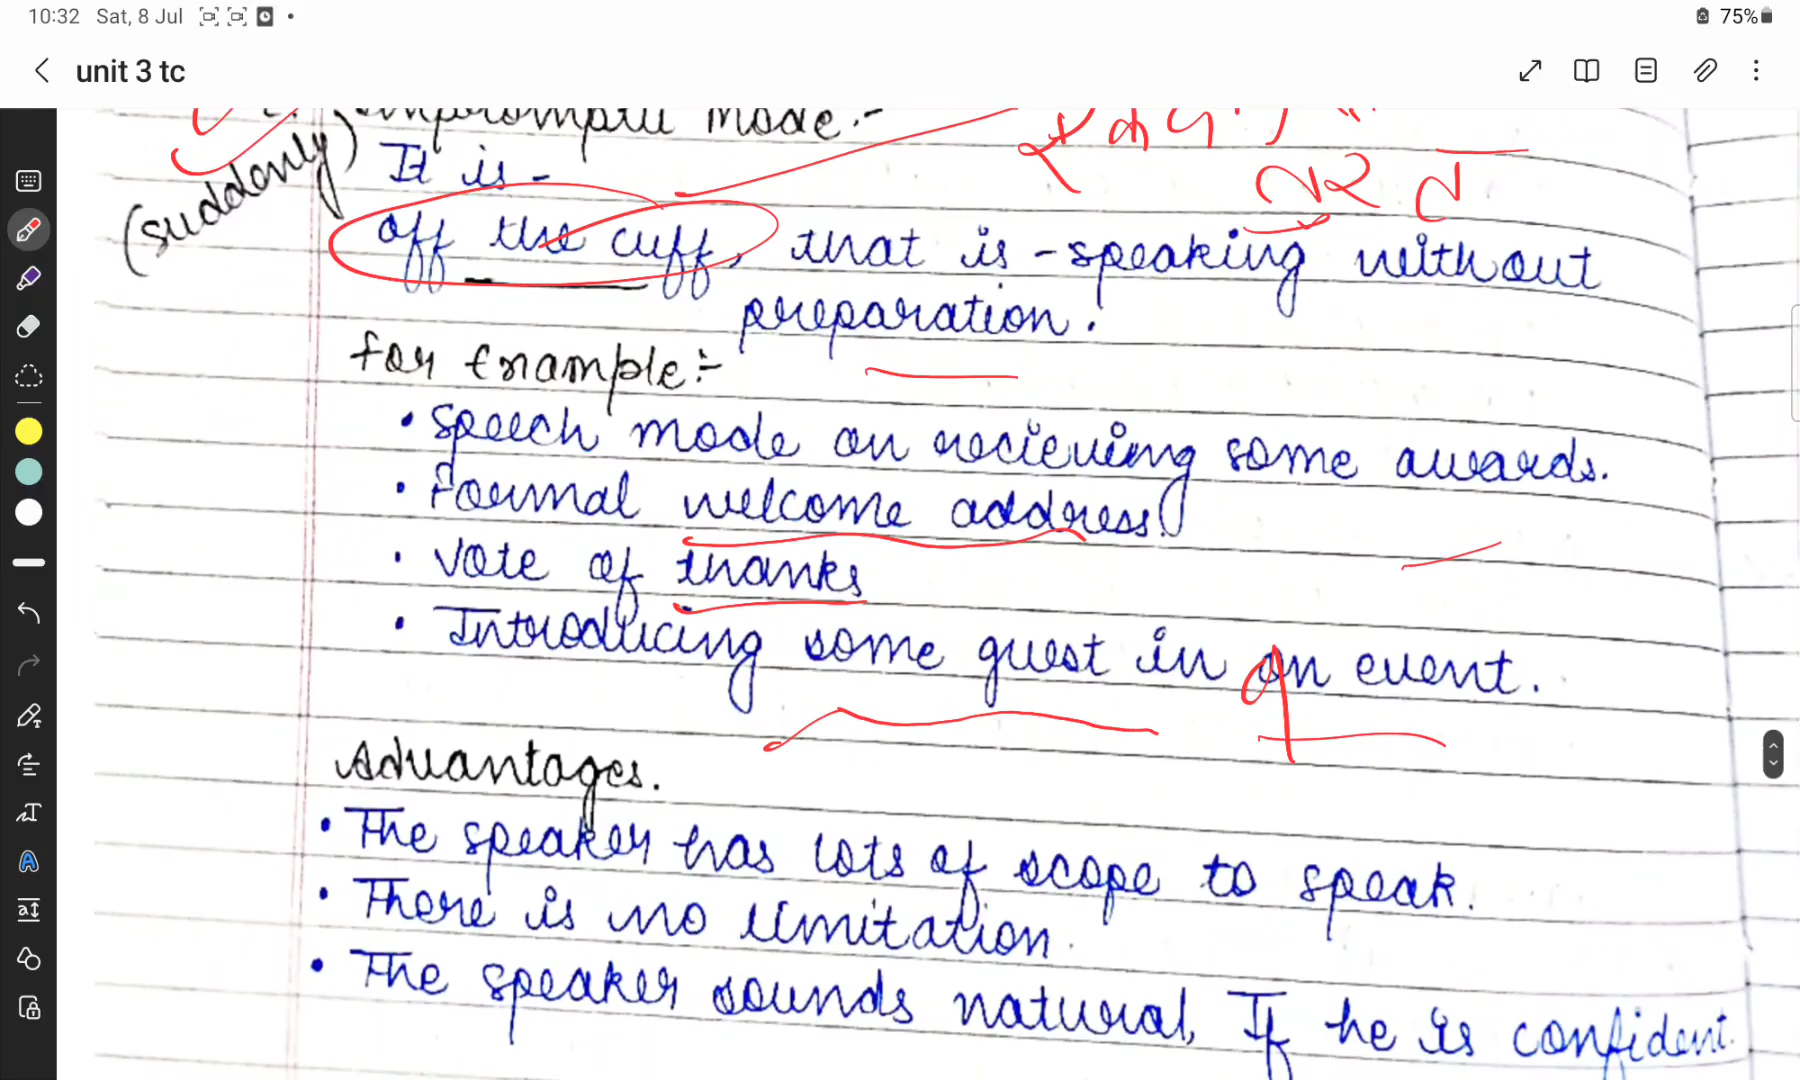 10:32 Sat, 8 Jul
75%
unit 3 tc
Impromptu Mode:-
(suddenly)
It is -
off the cuff, that is - speaking without
preparation.
for Example:-
• Speech mode on recieving some awards.
• Formal welcome address.
• Vote of thanks
• Introducing some guest in an event.
Advantages.
• The speaker has lots of scope to speak.
• There is no limitation.
• The speaker sounds natural, If he is confident.